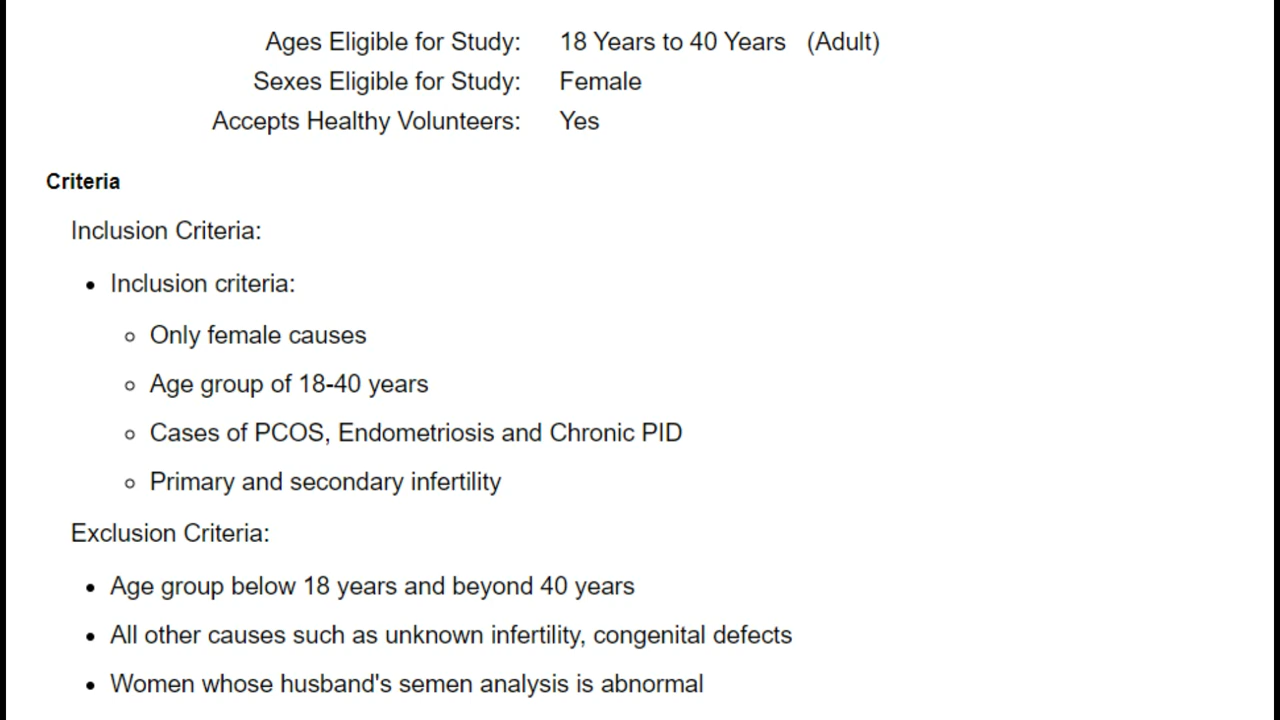 Ages Eligible for Study: 18 Years to 40 Years (Adult)
Sexes Eligible for Study: Female
Accepts Healthy Volunteers: Yes
Criteria
Inclusion Criteria:
• Inclusion criteria:
◦ Only female causes
◦ Age group of 18-40 years
◦ Cases of PCOS, Endometriosis and Chronic PID
◦ Primary and secondary infertility
Exclusion Criteria:
• Age group below 18 years and beyond 40 years
• All other causes such as unknown infertility, congenital defects
• Women whose husband's semen analysis is abnormal